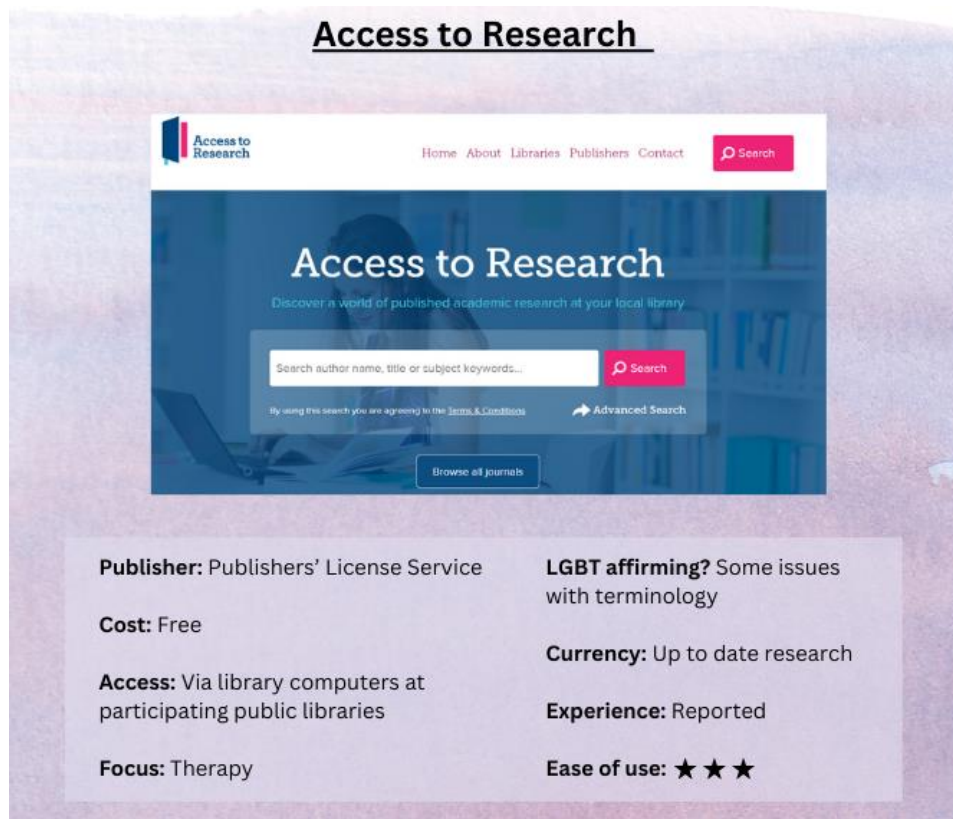 Access to Research
Access to
Research
Home About Libraries Publishers Contact
Search
Access to Research
Discover a world of published academic research at your local library
Search author name, title or subject keywords...
Search
By using this search you are agreeing to the Terms & Conditions
Advanced Search
Browse all journals
Publisher: Publishers' License Service
Cost: Free
Access: Via library computers at
participating public libraries
Focus: Therapy
LGBT affirming? Some issues
with terminology
Currency: Up to date research
Experience: Reported
Ease of use: ★ ★ ★